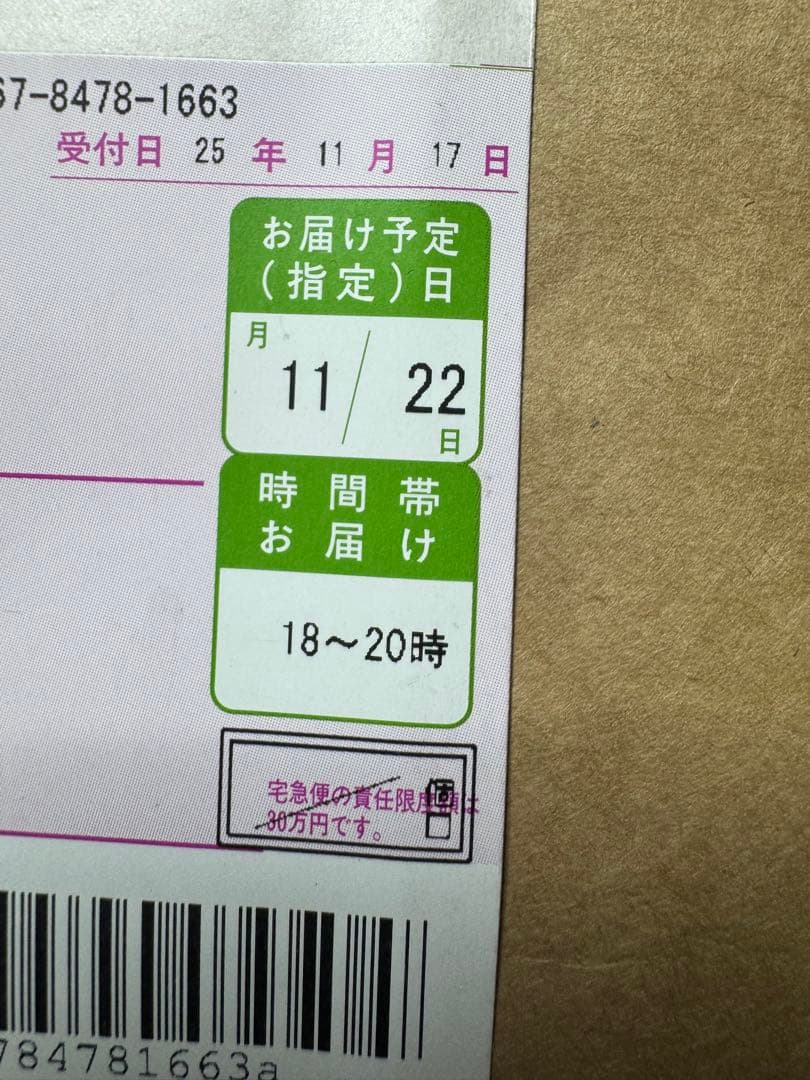 67-8478-1663
受付日 25 年 11 月 17 日
お届け予定
(指定)日
月
11 / 22
日
時間帯
お届け
18～20時
宅急便の責任限度額は
30万円です。
個
口
784781663a